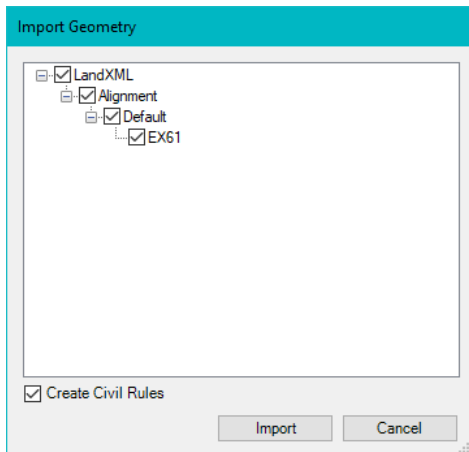 Import Geometry
LandXML
Alignment
Default
EX61
Create Civil Rules
Import Cancel